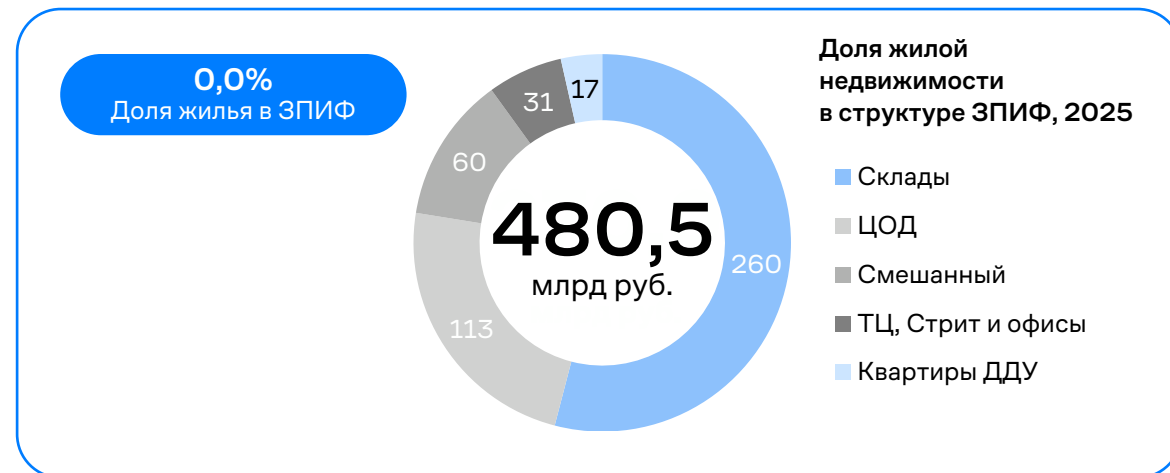 0,0%
Доля жилья в ЗПИФ
17
31
60
113
260
480,5
млрд руб.
Доля жилой
недвижимости
в структуре ЗПИФ, 2025
Склады
ЦОД
Смешанный
ТЦ, Стрит и офисы
Квартиры ДДУ